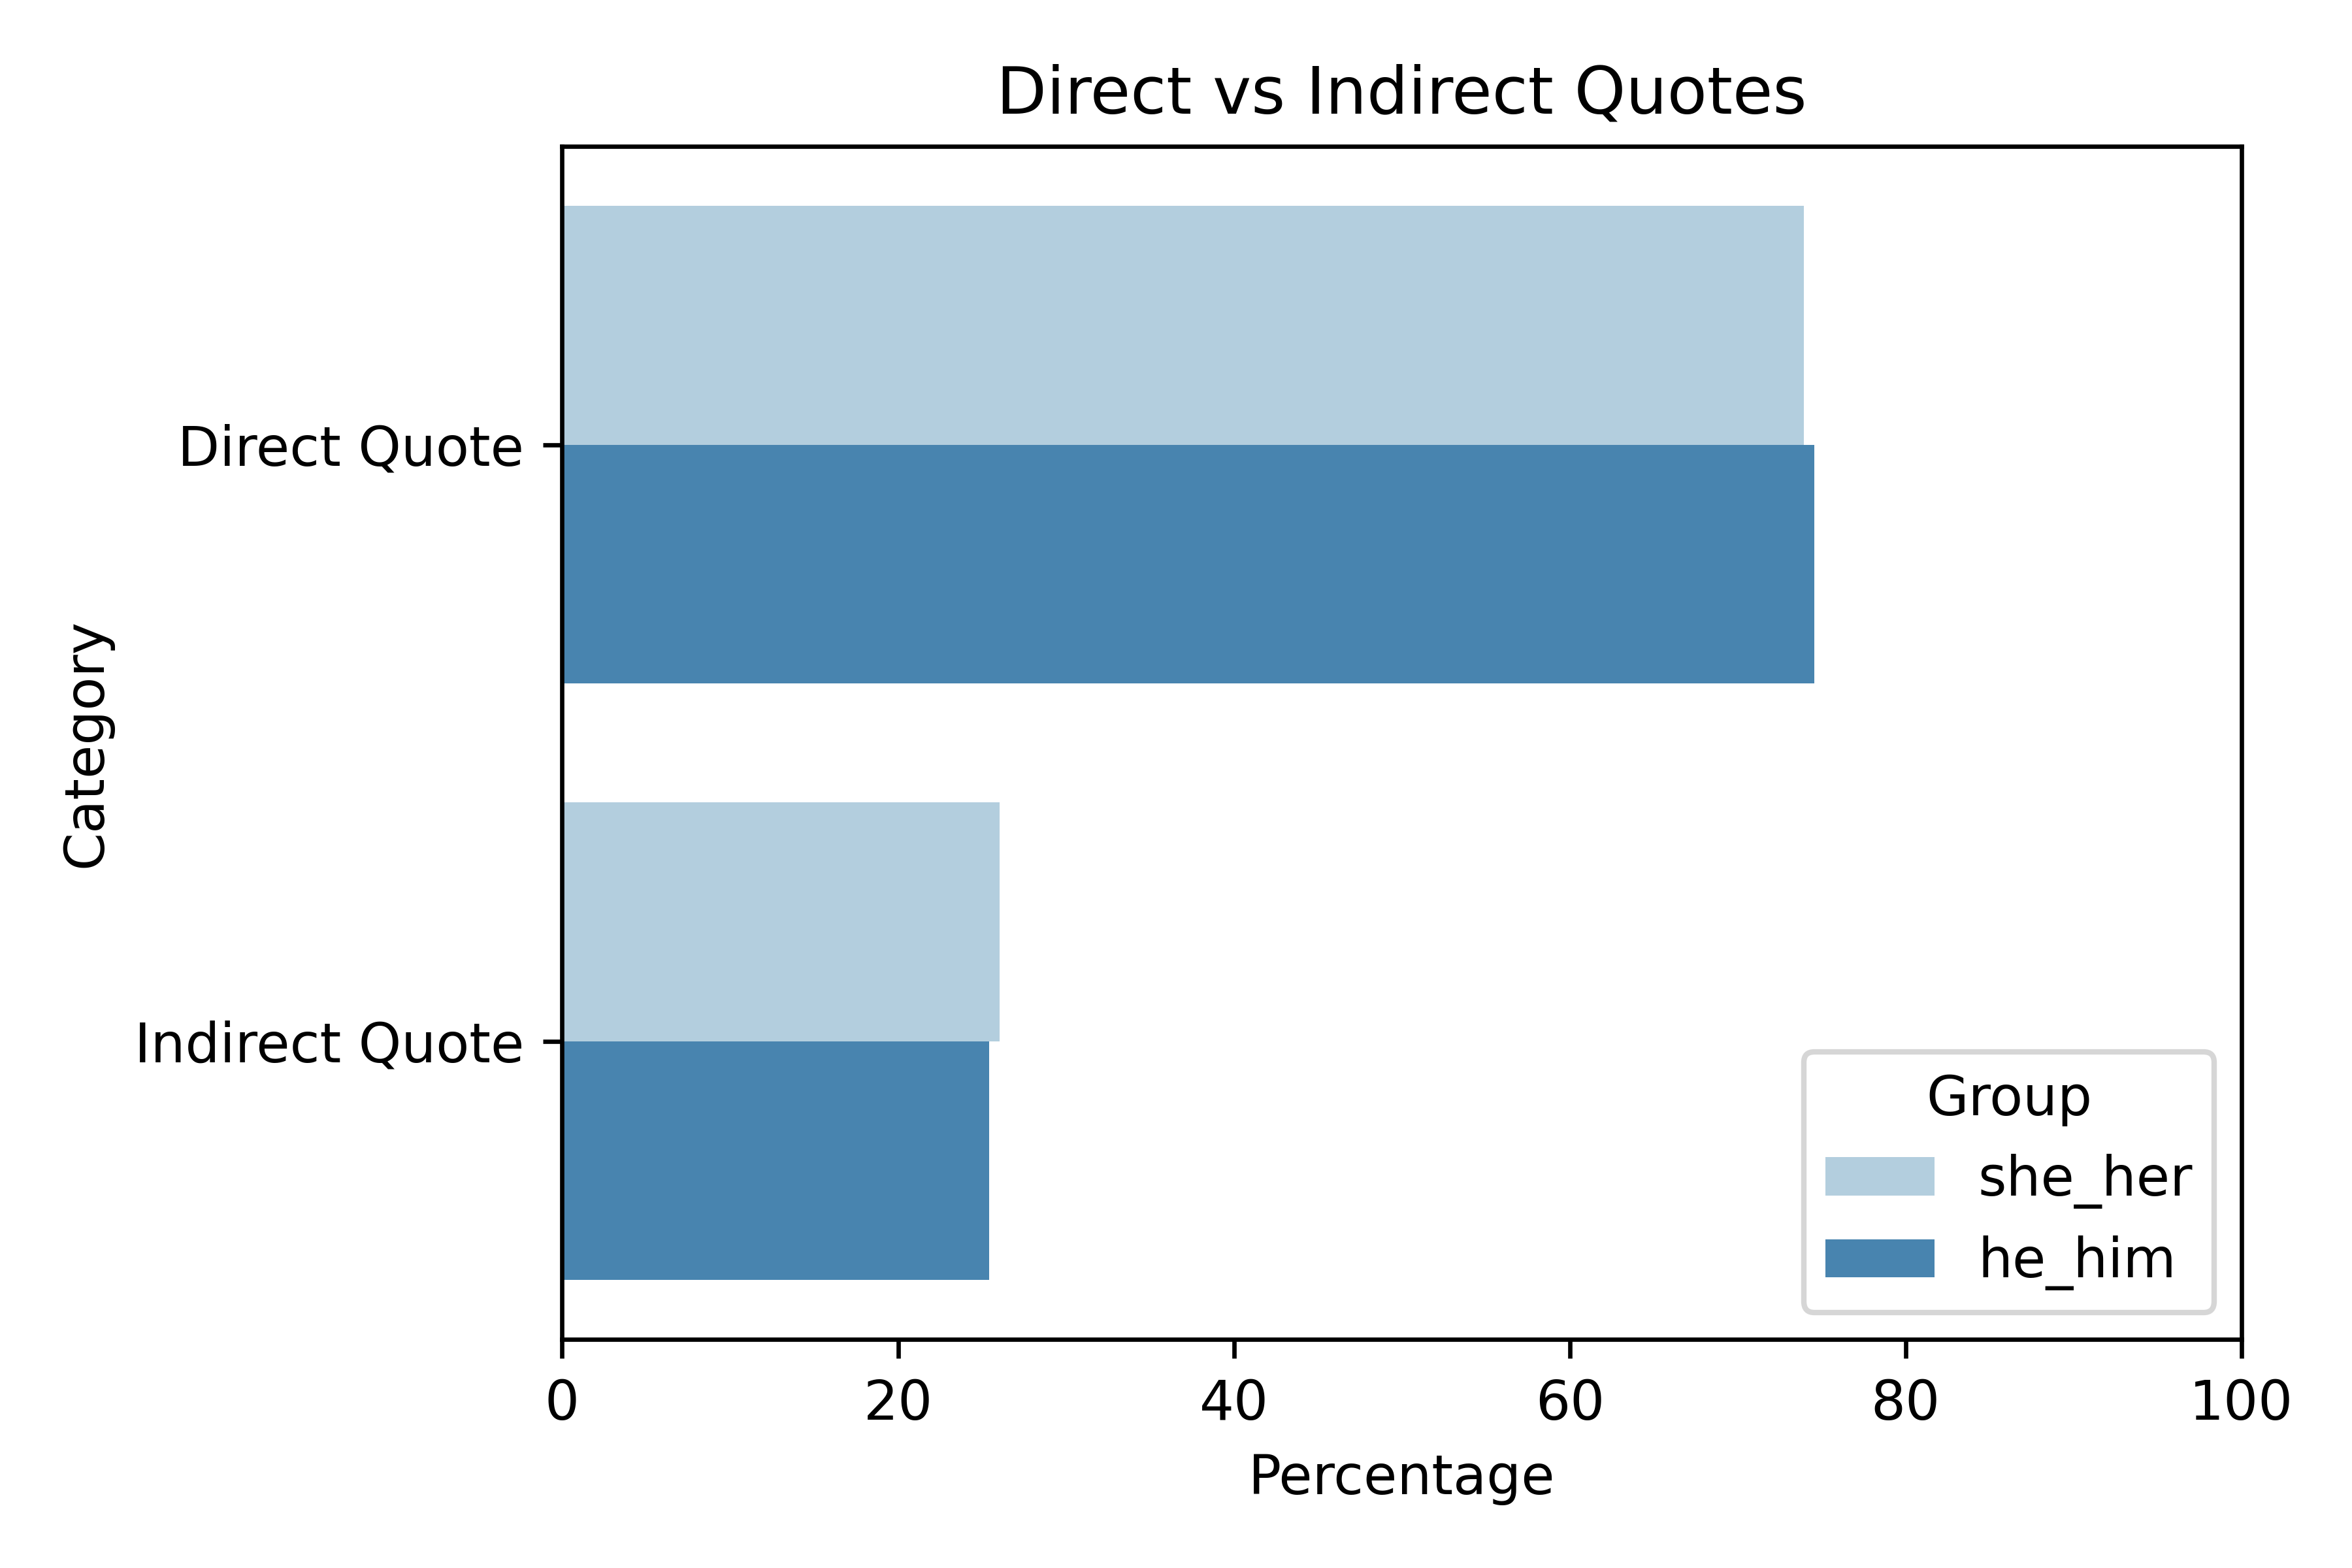 Direct vs Indirect Quotes
Category
Direct Quote
Indirect Quote
Group
she_her
he_him
0 20 40 60 80 100
Percentage